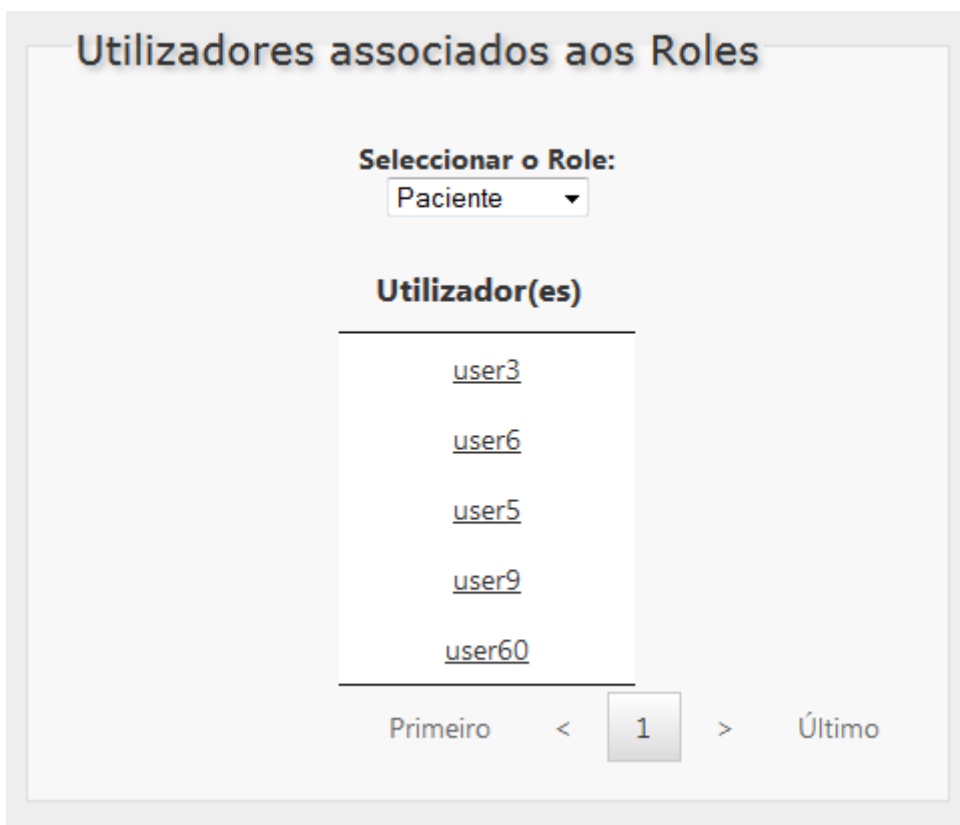 Utilizadores associados aos Roles
Seleccionar o Role:
Paciente
Utilizador(es)
user3
user6
user5
user9
user60
Primeiro < 1 > Último